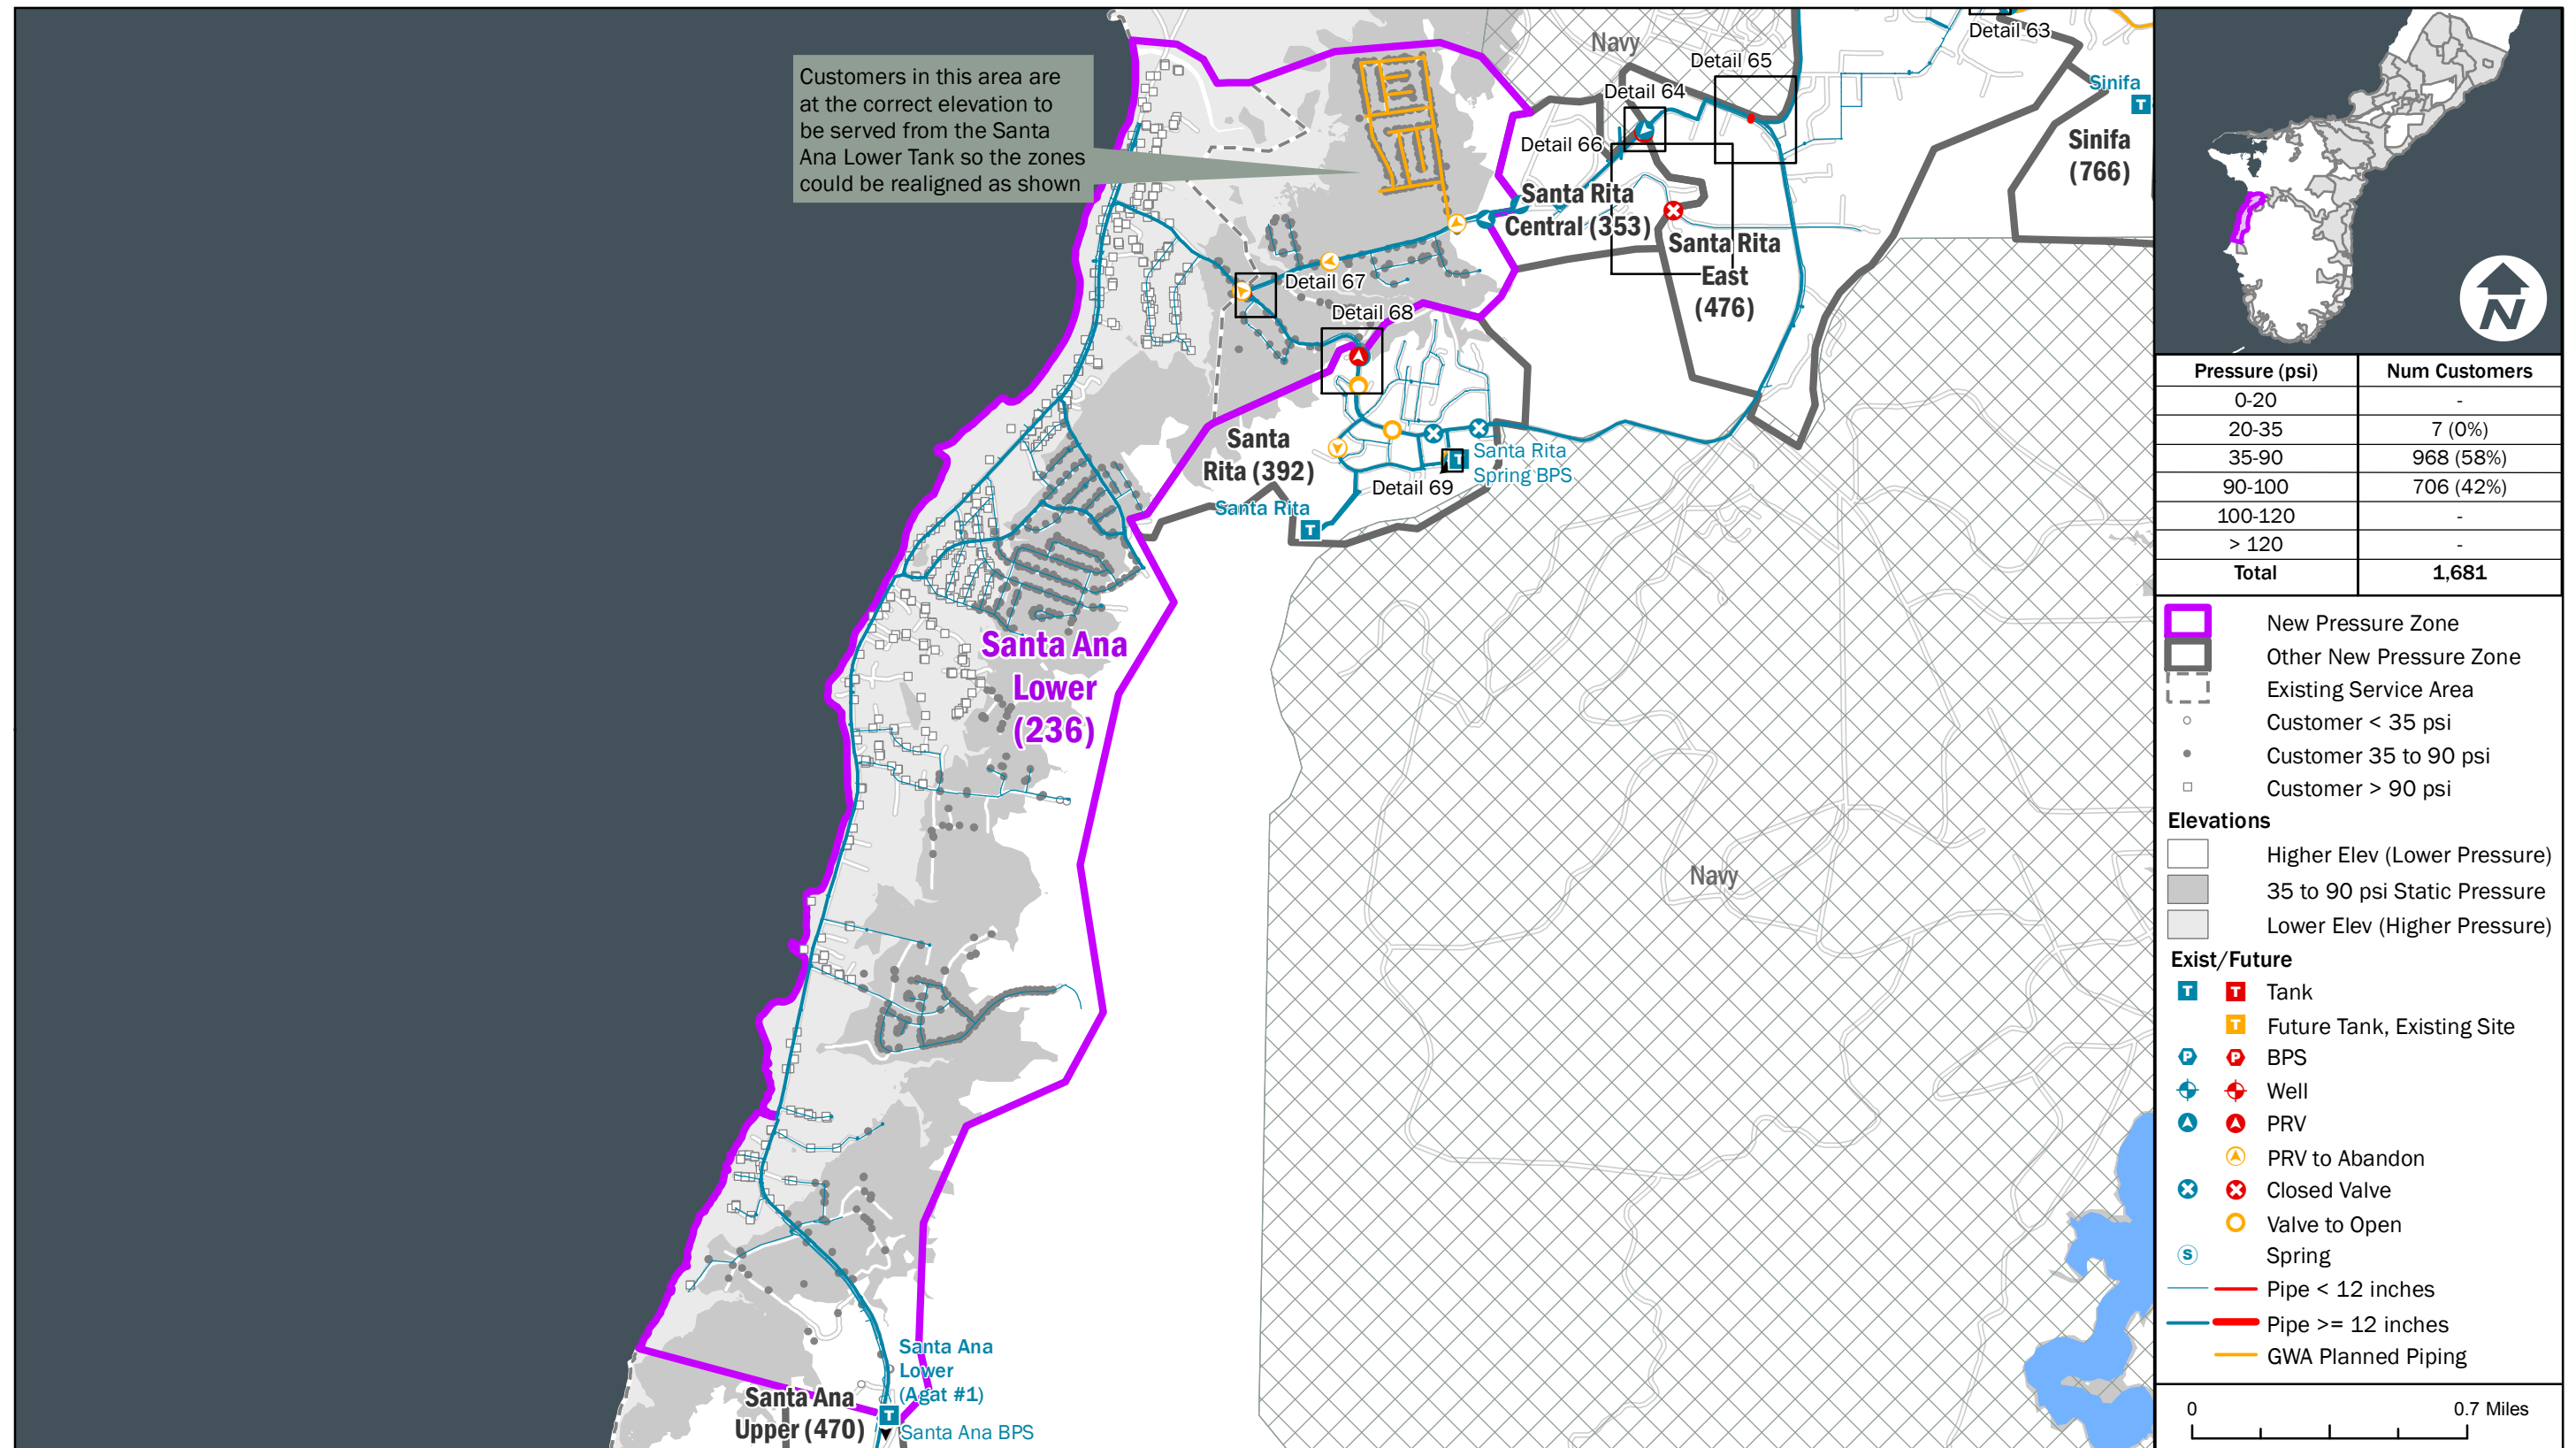 Customers in this area are
at the correct elevation to
be served from the Santa
Ana Lower Tank so the zones
could be realigned as shown
Navy
Detail 63
Detail 65
Detail 64
Detail 66
Sinifa
T
Sinifa
(766)
Santa Rita
Central (353)
Santa Rita
East
(476)
Detail 67
Detail 68
Santa
Rita (392)
T
Santa Rita
Spring BPS
Detail 69
Santa Rita
T
Santa Ana
Lower
(236)
Navy
Santa Ana
Lower
(Agat #1)
Santa Ana
Upper (470)
T
Santa Ana BPS
N
Pressure (psi) Num Customers
0-20 -
20-35 7 (0%)
35-90 968 (58%)
90-100 706 (42%)
100-120 -
> 120 -
Total 1,681
New Pressure Zone
Other New Pressure Zone
Existing Service Area
Customer < 35 psi
Customer 35 to 90 psi
Customer > 90 psi
Elevations
Higher Elev (Lower Pressure)
35 to 90 psi Static Pressure
Lower Elev (Higher Pressure)
Exist/Future
T T Tank
T Future Tank, Existing Site
P P BPS
Well
PRV
PRV to Abandon
Closed Valve
Valve to Open
S Spring
Pipe < 12 inches
Pipe >= 12 inches
GWA Planned Piping
0 0.7 Miles